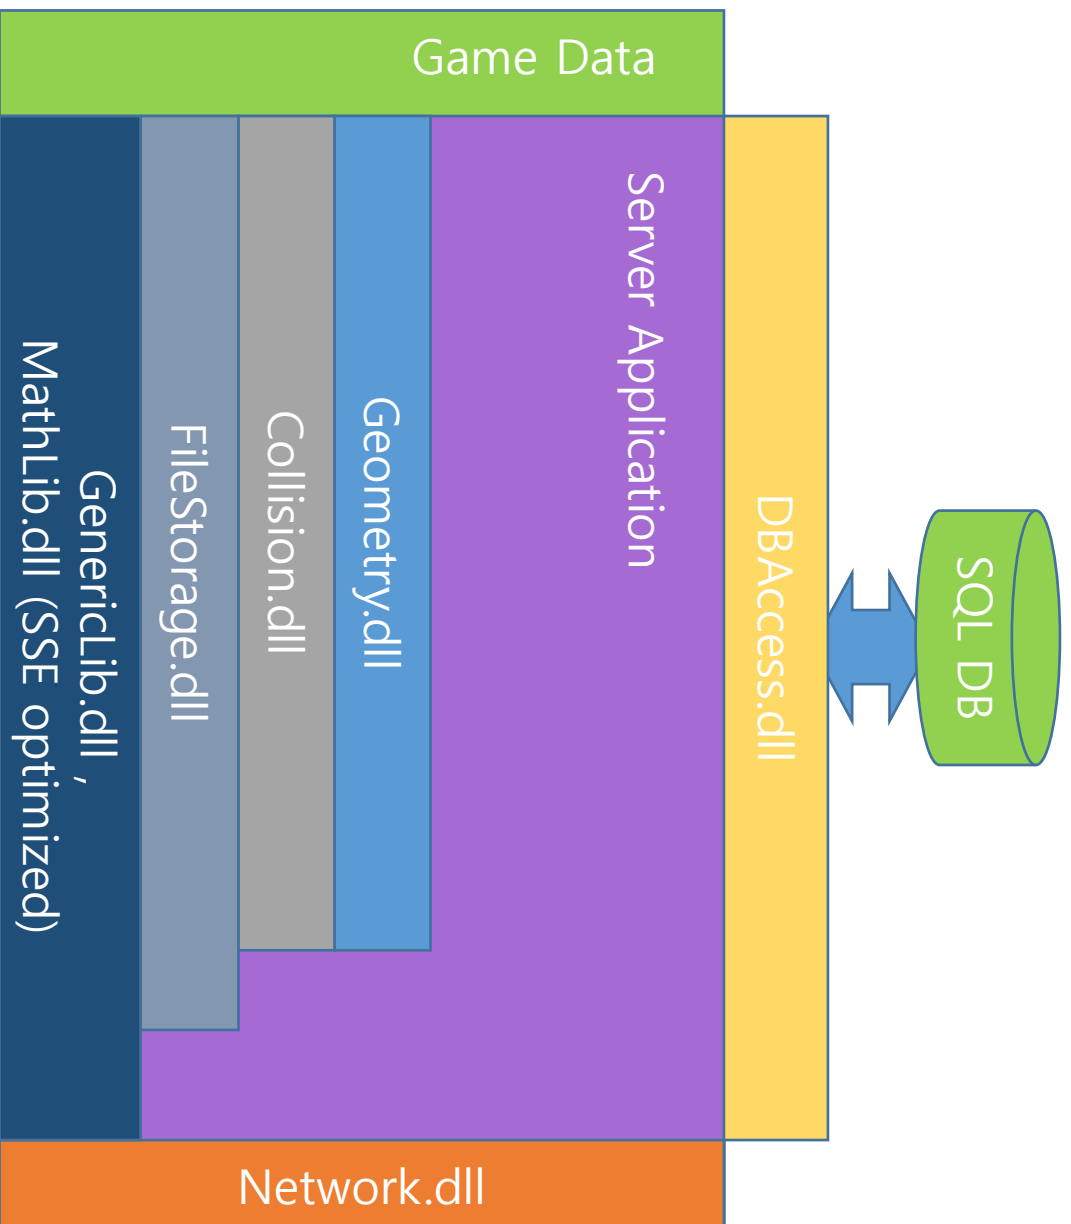 Game Data
Server Application
DBAccess.dll
SQL DB
Geometry.dll
Collision.dll
FileStorage.dll
GenericLib.dll ,
MathLib.dll (SSE optimized)
Network.dll